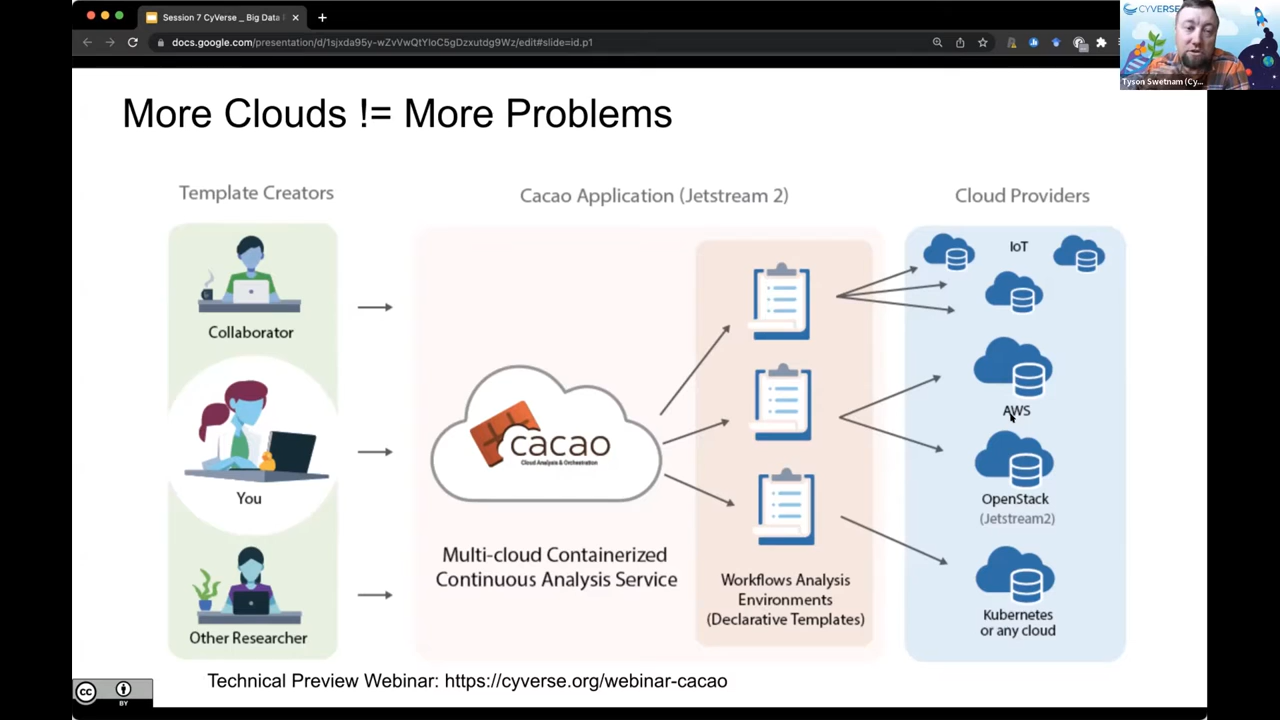 Session 7 CyVerse _ Big Data
docs.google.com/presentation/d/1sjxda95y-wZvVwQtYIoC5gDzxutdg9Wz/edit#slide=id.p1
CYVERSE
Tyson Swetnam (Cy...
More Clouds != More Problems
Template Creators
Cacao Application (Jetstream 2)
Cloud Providers
IoT
Collaborator
AWS
cacao
Cloud Analysis & Orchestration
You
OpenStack
(Jetstream2)
Multi-cloud Containerized
Continuous Analysis Service
Workflows Analysis
Environments
(Declarative Templates)
Kubernetes
or any cloud
Other Researcher
Technical Preview Webinar: https://cyverse.org/webinar-cacao
cc
BY